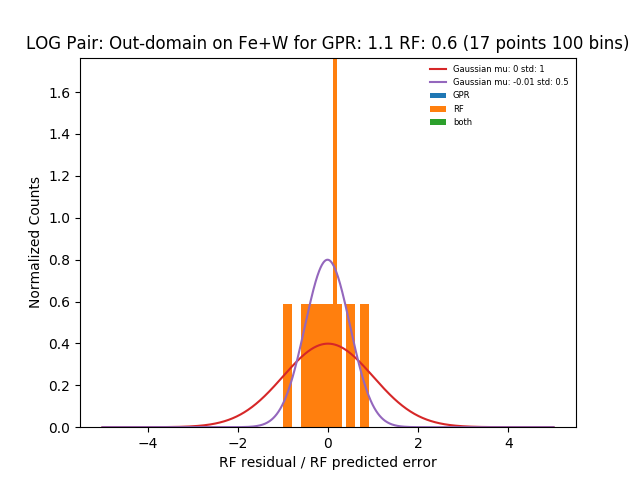 LOG Pair: Out-domain on Fe+W for GPR: 1.1 RF: 0.6 (17 points 100 bins)
Gaussian mu: 0 std: 1
Gaussian mu: -0.01 std: 0.5
GPR
RF
both
Normalized Counts
1.6
1.4
1.2
1.0
0.8
0.6
0.4
0.2
0.0
−4
−2
0
2
4
RF residual / RF predicted error